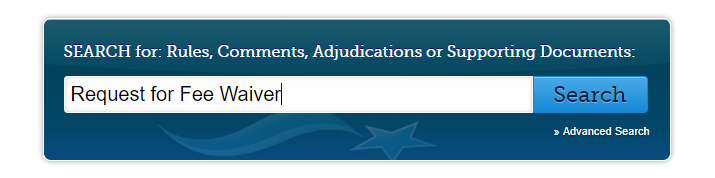 SEARCH for: Rules, Comments, Adjudications or Supporting Documents:
Request for Fee Waiver
Search
» Advanced Search